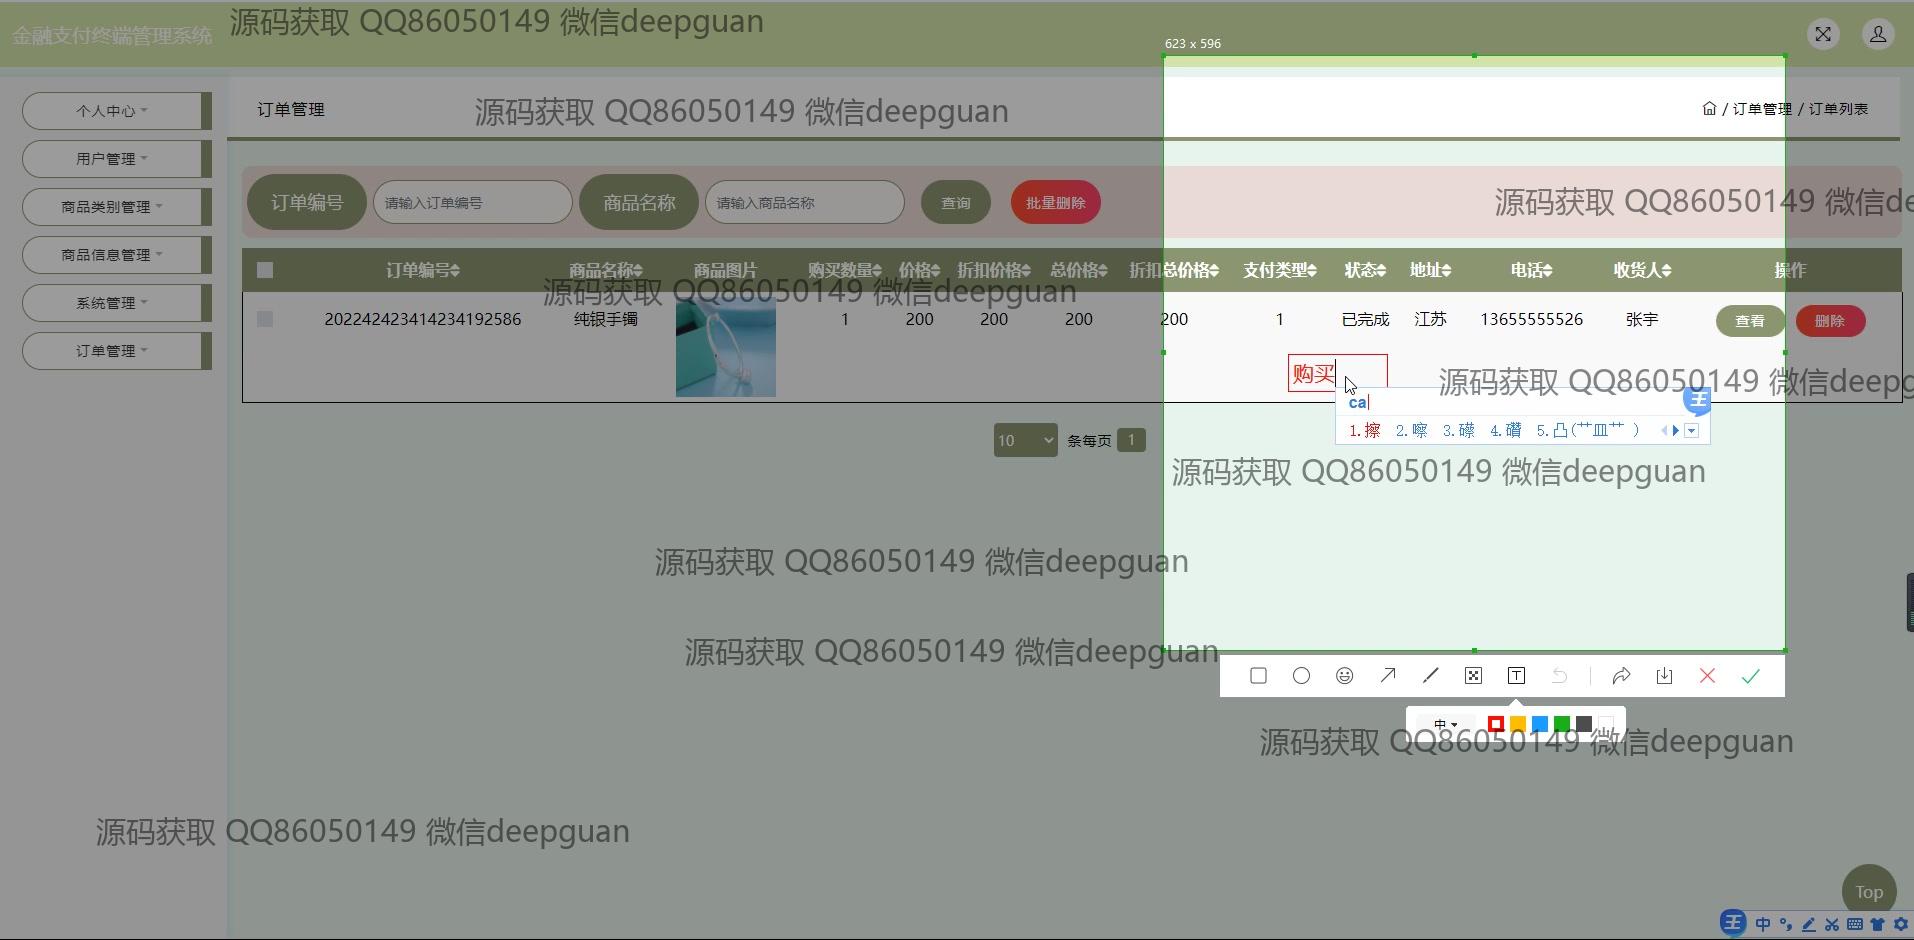 金融支付终端管理系统
源码获取 QQ86050149 微信deepguan
623 x 596
个人中心
用户管理
商品类别管理
商品信息管理
系统管理
订单管理
订单管理
源码获取 QQ86050149 微信deepguan
/ 订单管理 / 订单列表
订单编号 请输入订单编号 商品名称 请输入商品名称 查询 批量删除
源码获取 QQ86050149 微信de
订单编号 商品名称 商品图片 购买数量 价格 折扣价格 总价格 折扣总价格 支付类型 状态 地址 电话 收货人 操作
源码获取 QQ86050149 微信deepguan
202242423414234192586 纯银手镯 1 200 200 200 200 1 已完成 江苏 13655555526 张宇 查看 删除
购买
源码获取 QQ86050149 微信deepg
ca
王
1.擦 2.嚓 3.礤 4.礸 5.凸(艹皿艹 )
10 条每页 1
源码获取 QQ86050149 微信deepguan
源码获取 QQ86050149 微信deepguan
源码获取 QQ86050149 微信deepguan
T
中
源码获取 QQ86050149 微信deepguan
源码获取 QQ86050149 微信deepguan
Top
王 中